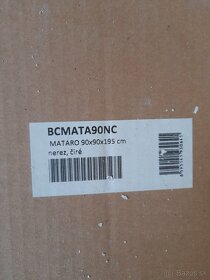 BCMATA90NC
MATARO 90x90x195 cm
nerez, čiré